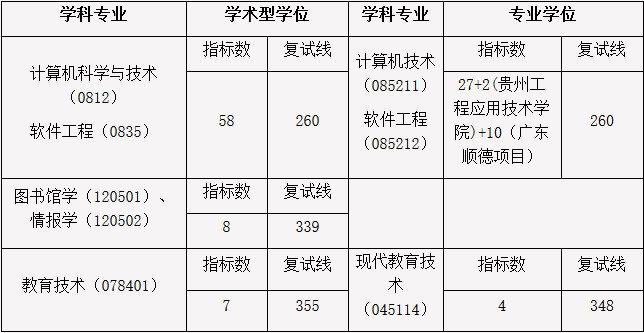 学科专业 学术型学位 学科专业 专业学位
计算机科学与技术
（0812）
软件工程（0835）
指标数 复试线
58 260
计算机技术
（085211）
软件工程
（085212）
指标数 复试线
27+2(贵州工
程应用技术学
院)+10（广东
顺德项目）
260
图书馆学（120501）、
情报学（120502）
指标数 复试线
8 339
教育技术（078401）
指标数 复试线
7 355
现代教育技
术
（045114）
指标数 复试线
4 348